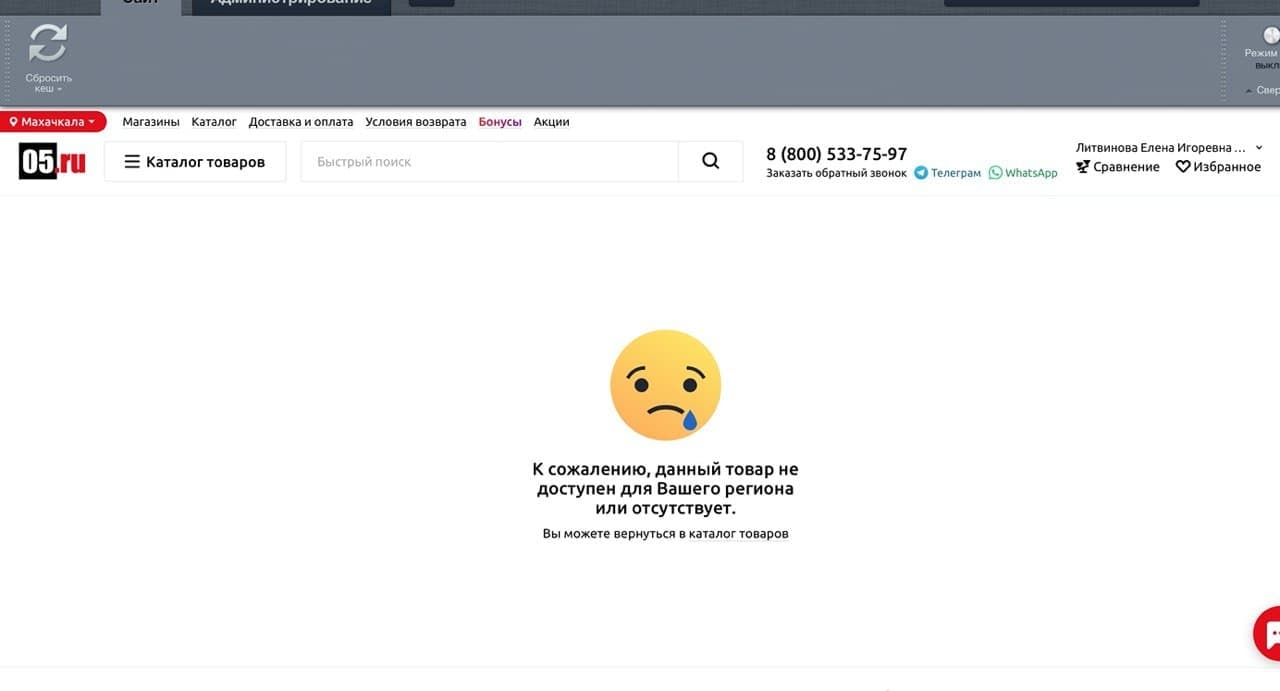 Сайт
Администрирование
Сбросить
кеш
Режим
выкл
Свер
Махачкала
Магазины Каталог Доставка и оплата Условия возврата Бонусы Акции
05.ru
Каталог товаров
Быстрый поиск
8 (800) 533-75-97
Заказать обратный звонок Телеграм WhatsApp
Литвинова Елена Игоревна ...
Сравнение Избранное
К сожалению, данный товар не
доступен для Вашего региона
или отсутствует.
Вы можете вернуться в каталог товаров